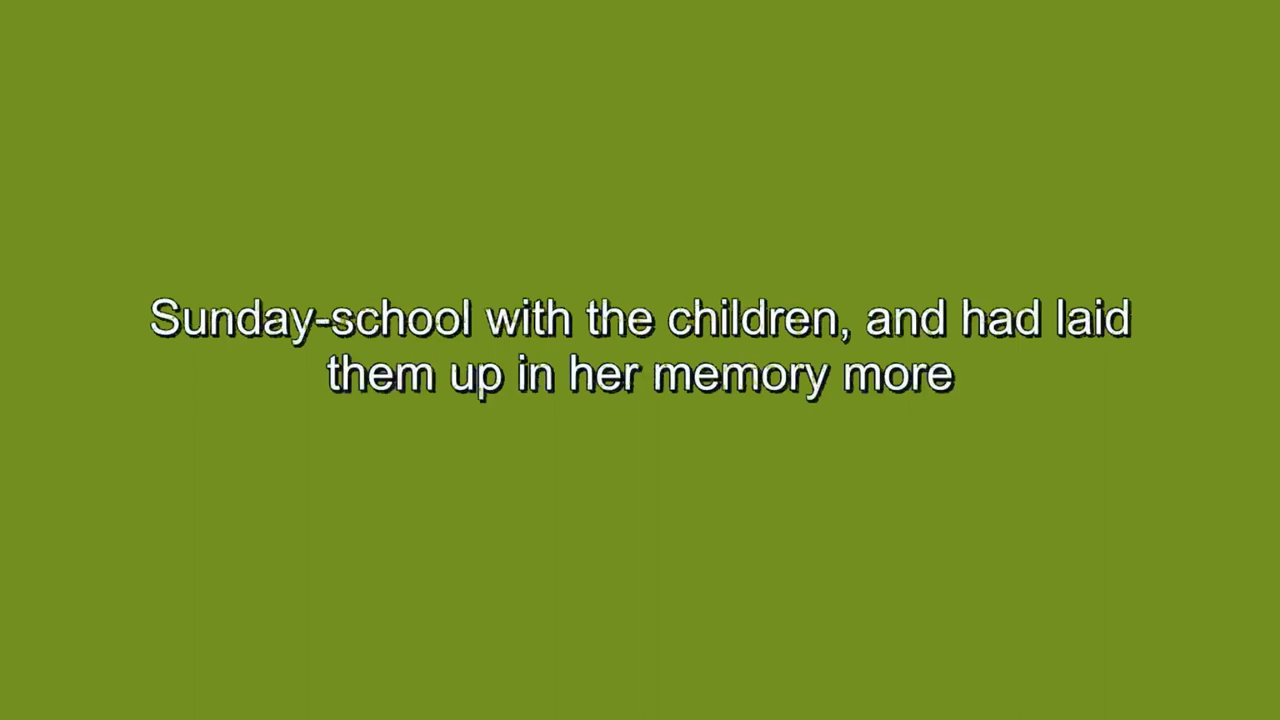 Sunday-school with the children, and had laid
them up in her memory more